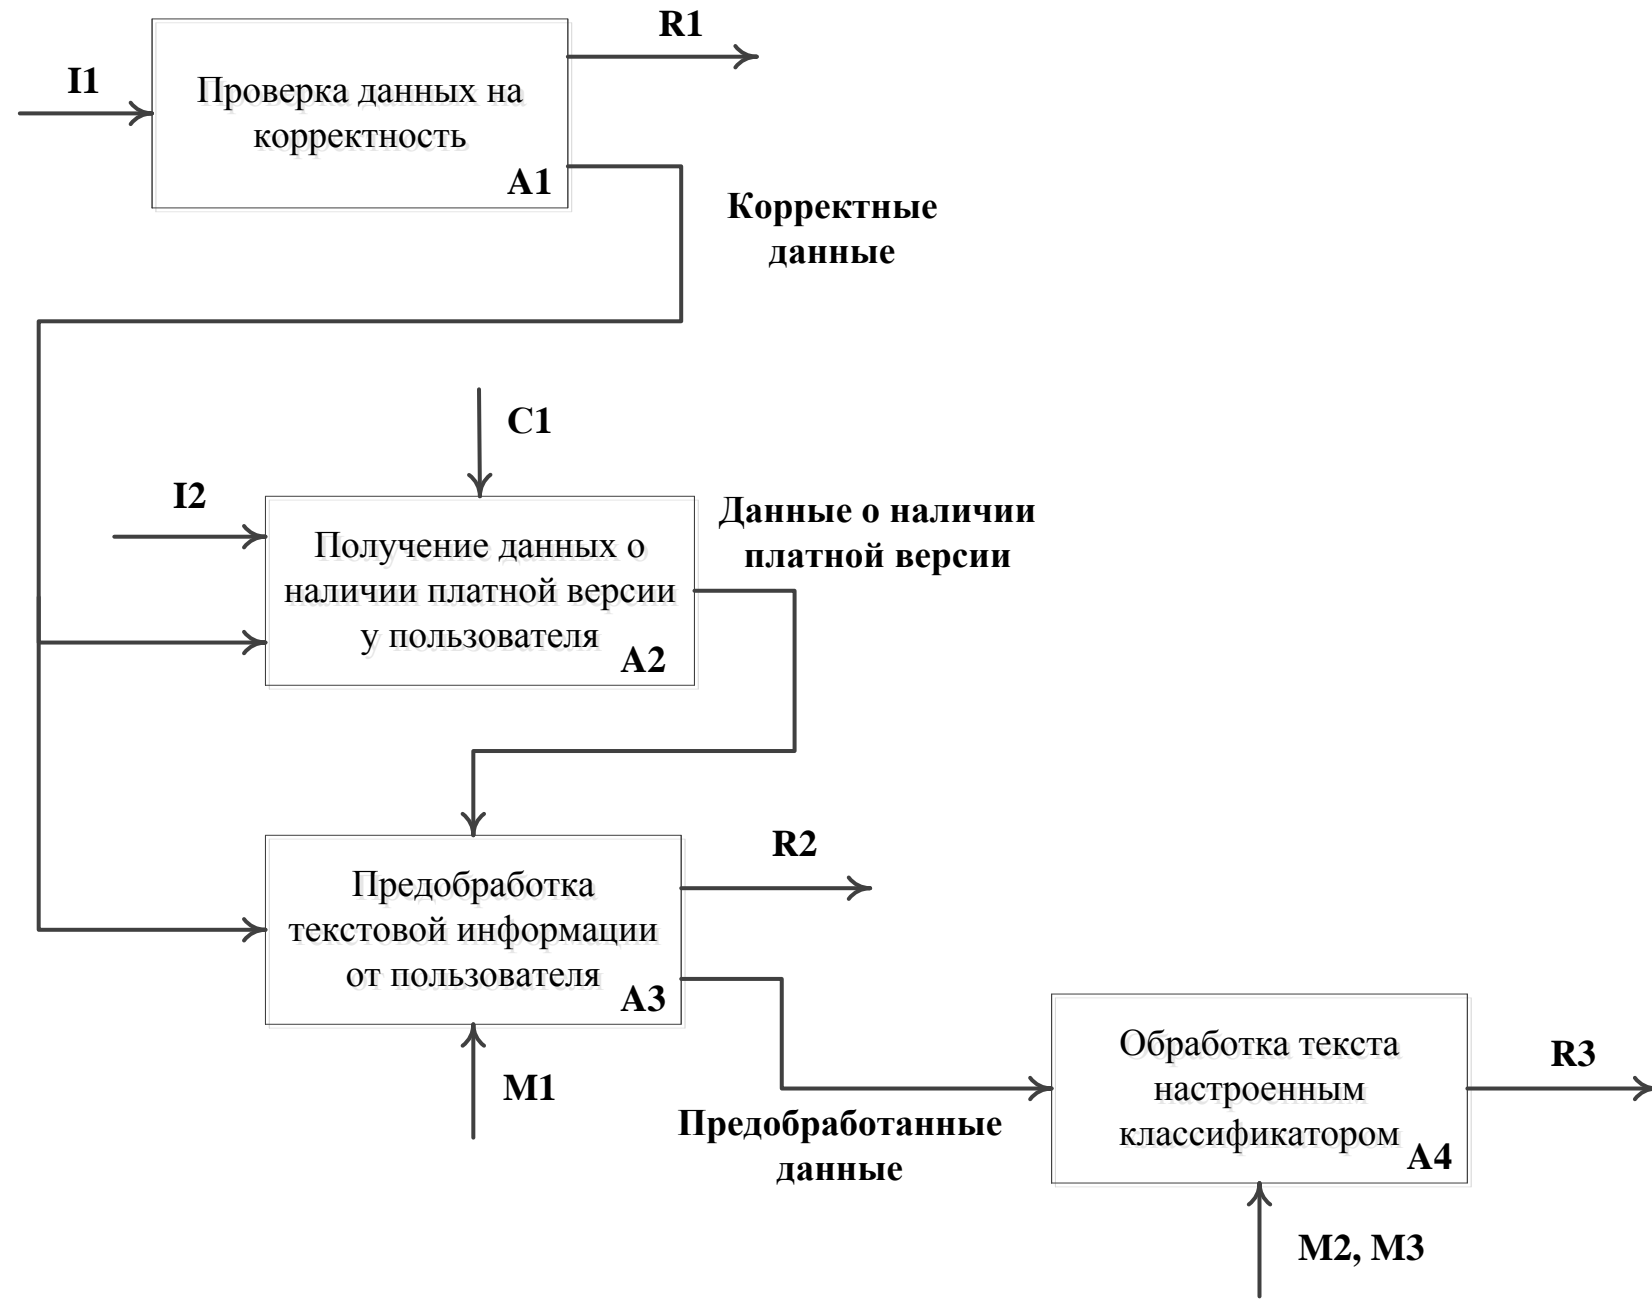 R1
I1
Проверка данных на
корректность
A1
Корректные
данные
C1
I2
Данные о наличии
платной версии
Получение данных о
наличии платной версии
у пользователя
A2
R2
Предобработка
текстовой информации
от пользователя
A3
M1
Предобработанные
данные
Обработка текста
настроенным
классификатором
A4
R3
M2, M3